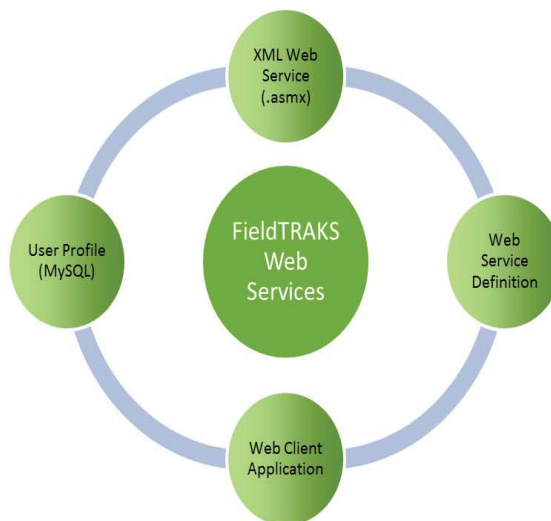 XML Web
Service
(.asmx)
User Profile
(MySQL)
FieldTRAKS
Web
Services
Web
Service
Definition
Web Client
Application